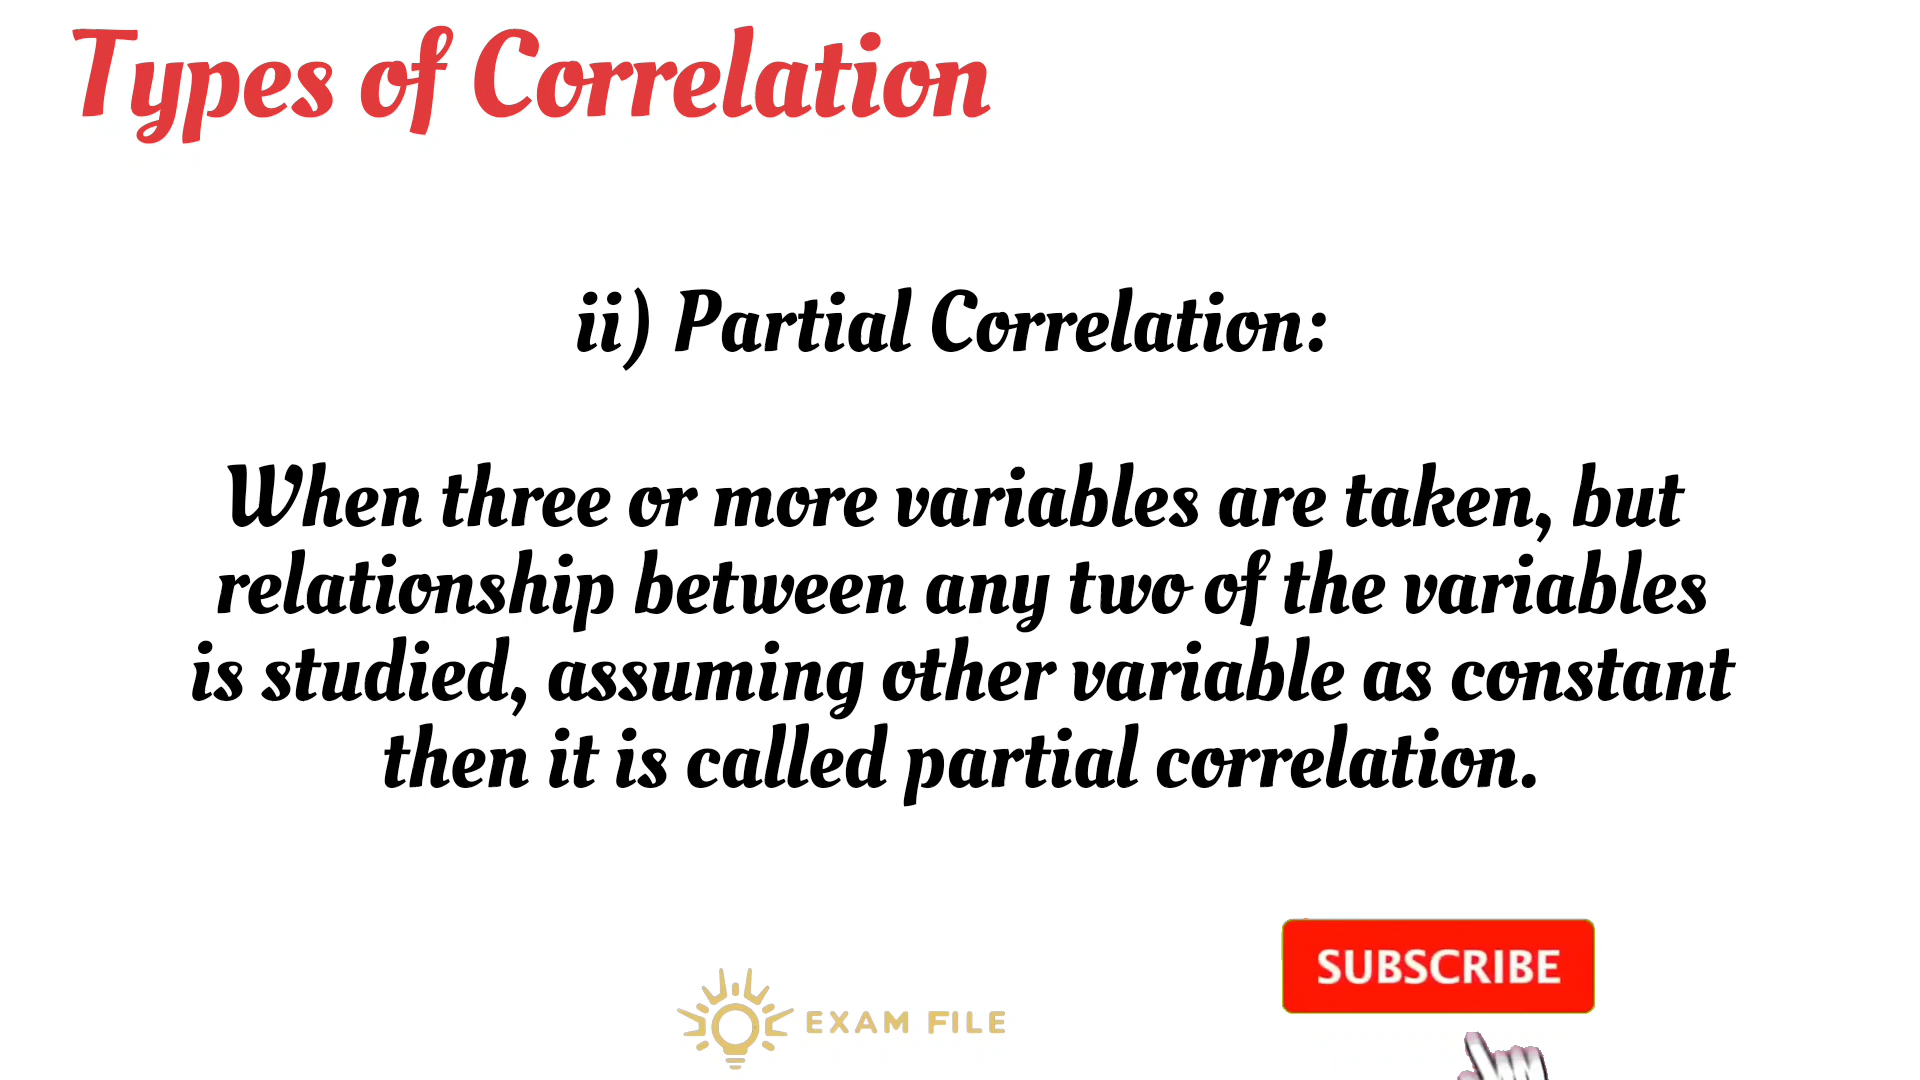 Types of Correlation
ii) Partial Correlation:
When three or more variables are taken, but
relationship between any two of the variables
is studied, assuming other variable as constant
then it is called partial correlation.
SUBSCRIBE
EXAM FILE